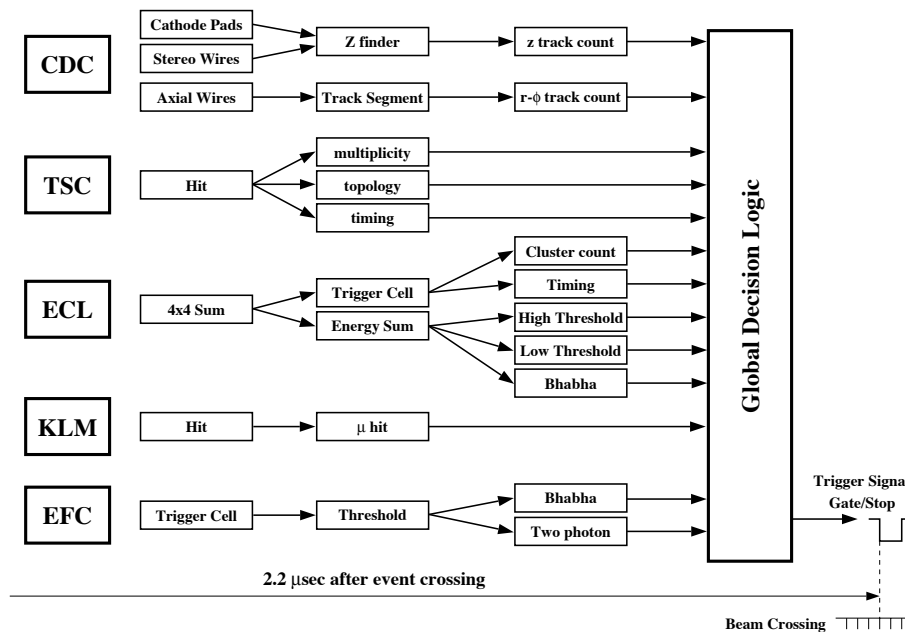 CDC
Cathode Pads
Stereo Wires
Z finder
z track count
Axial Wires
Track Segment
r-ϕ track count
TSC
Hit
multiplicity
topology
timing
ECL
4x4 Sum
Trigger Cell
Energy Sum
Cluster count
Timing
High Threshold
Low Threshold
Bhabha
KLM
Hit
μ hit
EFC
Trigger Cell
Threshold
Bhabha
Two photon
Global Decision Logic
Trigger Signal
Gate/Stop
2.2 μsec after event crossing
Beam Crossing